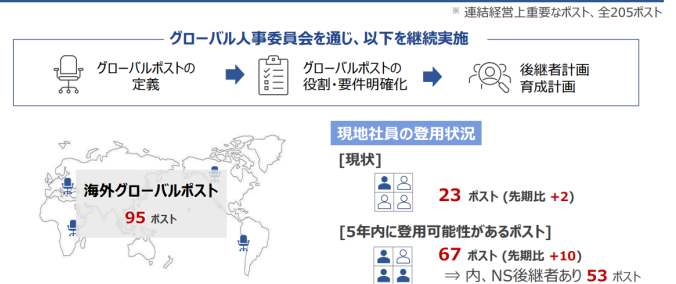 ※ 連結経営上重要なポスト、全205ポスト
グローバル人事委員会を通じ、以下を継続実施
グローバルポストの
定義
グローバルポストの
役割・要件明確化
後継者計画
育成計画
海外グローバルポスト
95 ポスト
現地社員の登用状況
[現状]
23 ポスト (先期比 +2)
[5年内に登用可能性があるポスト]
67 ポスト (先期比 +10)
⇒ 内、NS後継者あり 53 ポスト